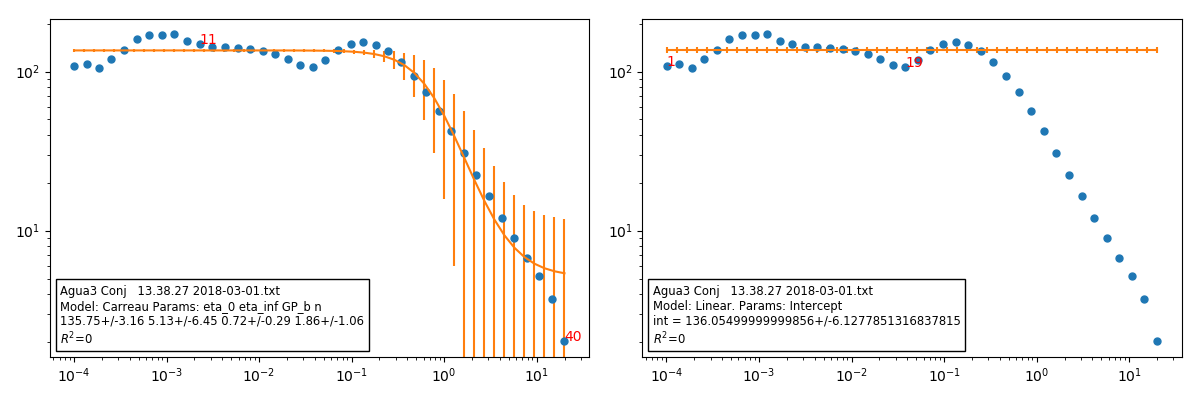 10²
10¹
11
40
Agua3 Conj   13.38.27 2018-03-01.txt
Model: Carreau Params: eta_0 eta_inf GP_b n
135.75+/-3.16 5.13+/-6.45 0.72+/-0.29 1.86+/-1.06
R²=0
10⁻⁴ 10⁻³ 10⁻² 10⁻¹ 10⁰ 10¹
10²
10¹
1
19
Agua3 Conj   13.38.27 2018-03-01.txt
Model: Linear. Params: Intercept
int = 136.05499999999856+/-6.1277851316837815
R²=0
10⁻⁴ 10⁻³ 10⁻² 10⁻¹ 10⁰ 10¹